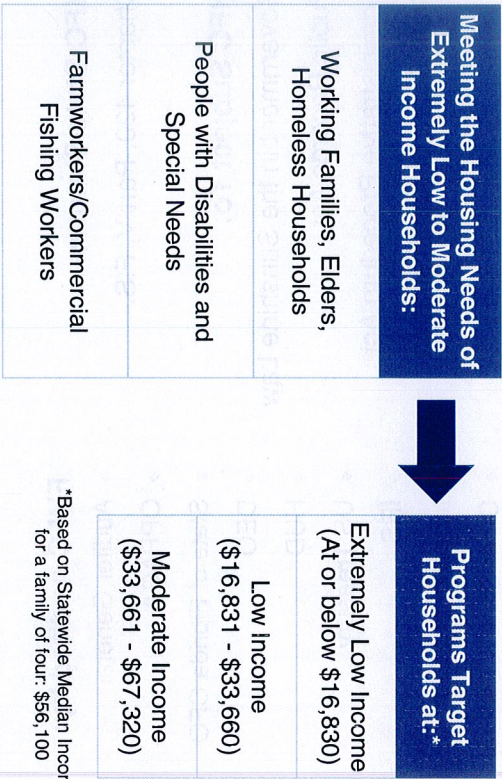 Meeting the Housing Needs of
Extremely Low to Moderate
Income Households:
Working Families, Elders,
Homeless Households
People with Disabilities and
Special Needs
Farmworkers/Commercial
Fishing Workers
Programs Target
Households at:*
Extremely Low Income
(At or below $16,830)
Low Income
($16,831 - $33,660)
Moderate Income
($33,661 - $67,320)
*Based on Statewide Median Incor
for a family of four: $56,100